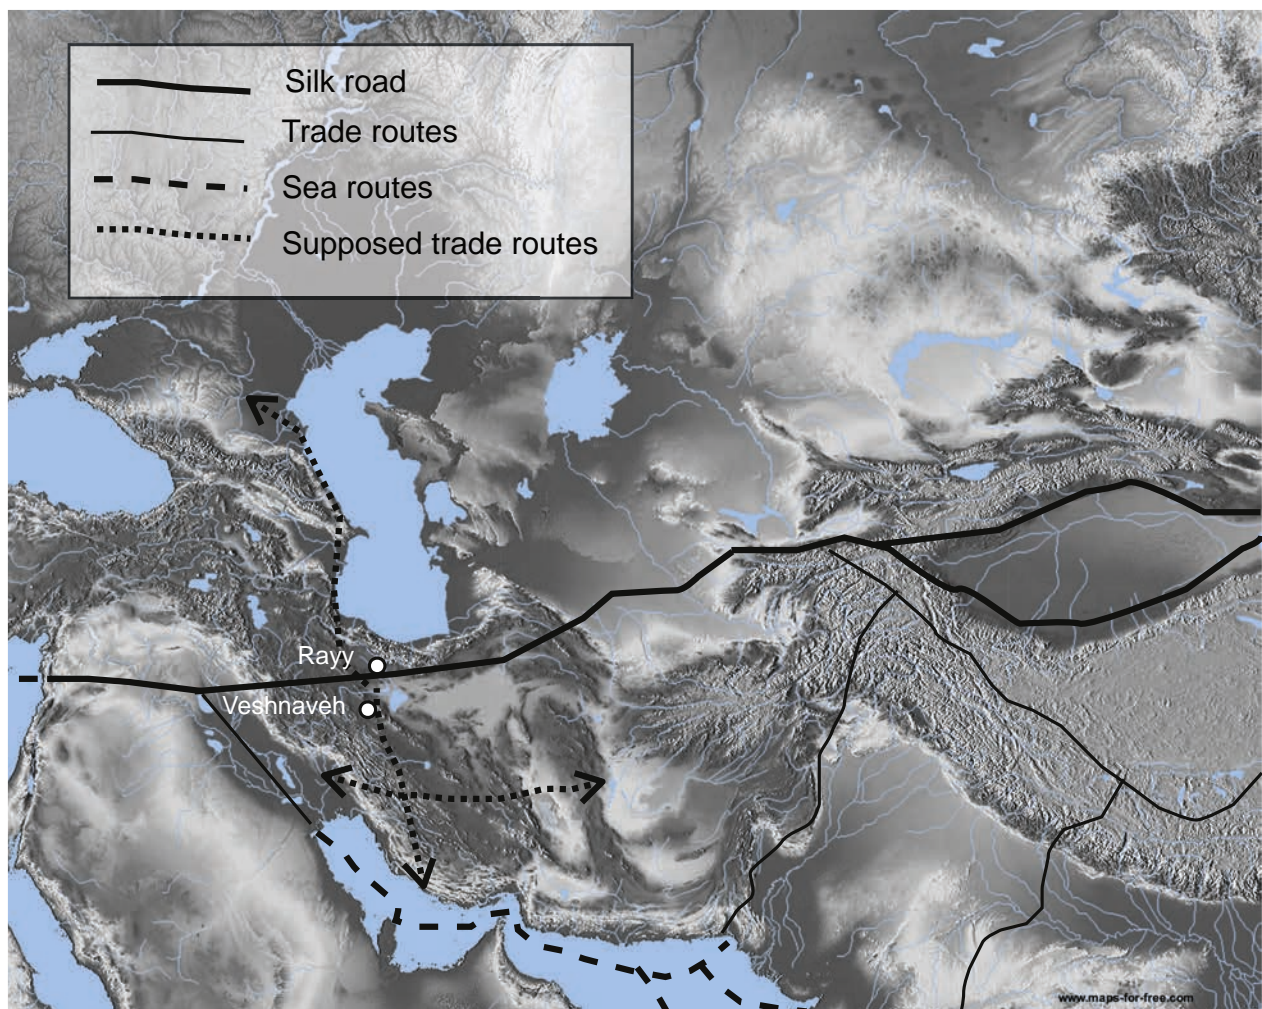 Silk road
Trade routes
Sea routes
Supposed trade routes
Rayy
Veshnaveh
www.maps-for-free.com